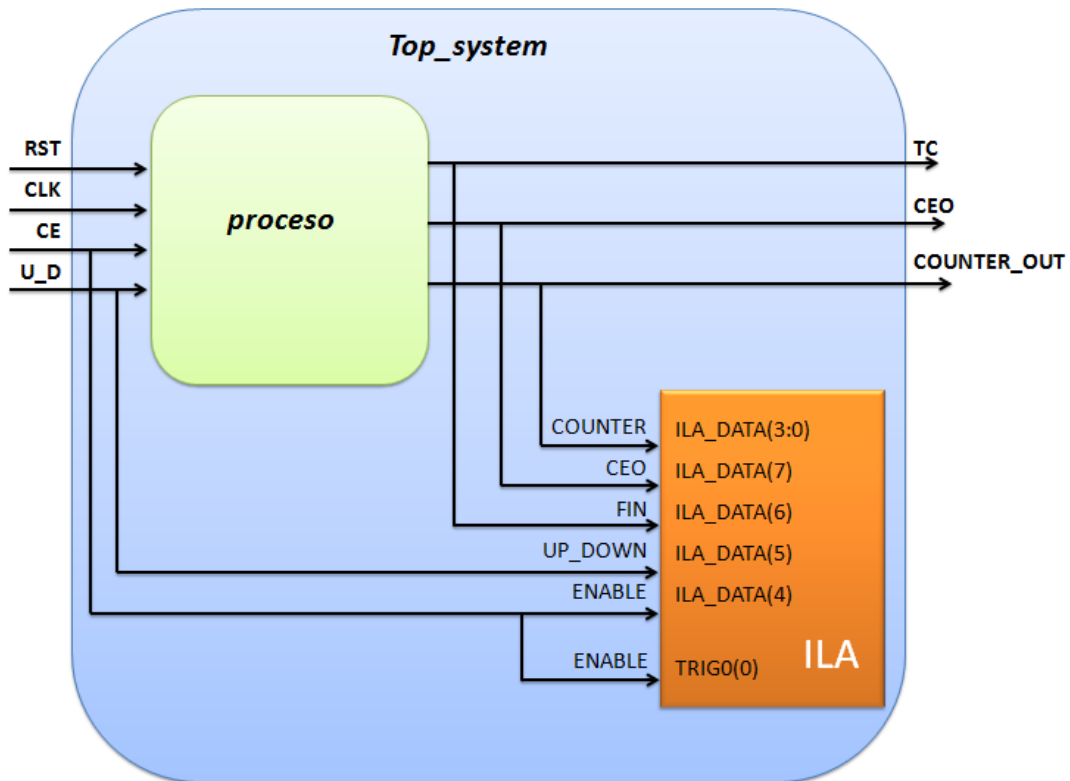 Top_system
RST
CLK
CE
U_D
proceso
TC
CEO
COUNTER_OUT
COUNTER ILA_DATA(3:0)
CEO ILA_DATA(7)
FIN ILA_DATA(6)
UP_DOWN ILA_DATA(5)
ENABLE ILA_DATA(4)
ENABLE TRIG0(0)
ILA